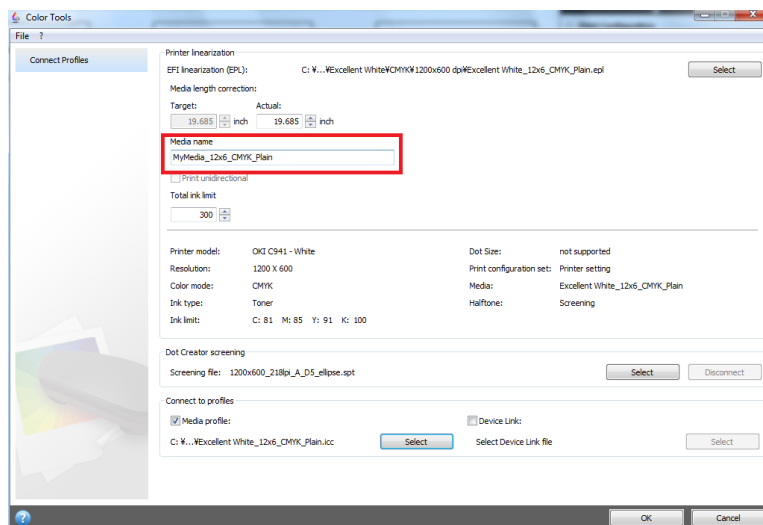 Color Tools
File ?
Connect Profiles
Printer linearization
EFI linearization (EPL): C: ¥...¥Excellent White¥CMYK¥1200x600 dpi¥Excellent White_12x6_CMYK_Plain.epl Select
Media length correction:
Target: Actual:
19.685 inch 19.685 inch
Media name
MyMedia_12x6_CMYK_Plain
Print unidirectional
Total ink limit
300
Printer model: OKI C941 - White Dot Size: not supported
Resolution: 1200 X 600 Print configuration set: Printer setting
Color mode: CMYK Media: Excellent White_12x6_CMYK_Plain
Ink type: Toner Halftone: Screening
Ink limit: C: 81 M: 85 Y: 91 K: 100
Dot Creator screening
Screening file: 1200x600_218lpi_A_D5_ellipse.spt Select Disconnect
Connect to profiles
Media profile: Device Link:
C: ¥...¥Excellent White_12x6_CMYK_Plain.icc Select Select Device Link file Select
? OK Cancel